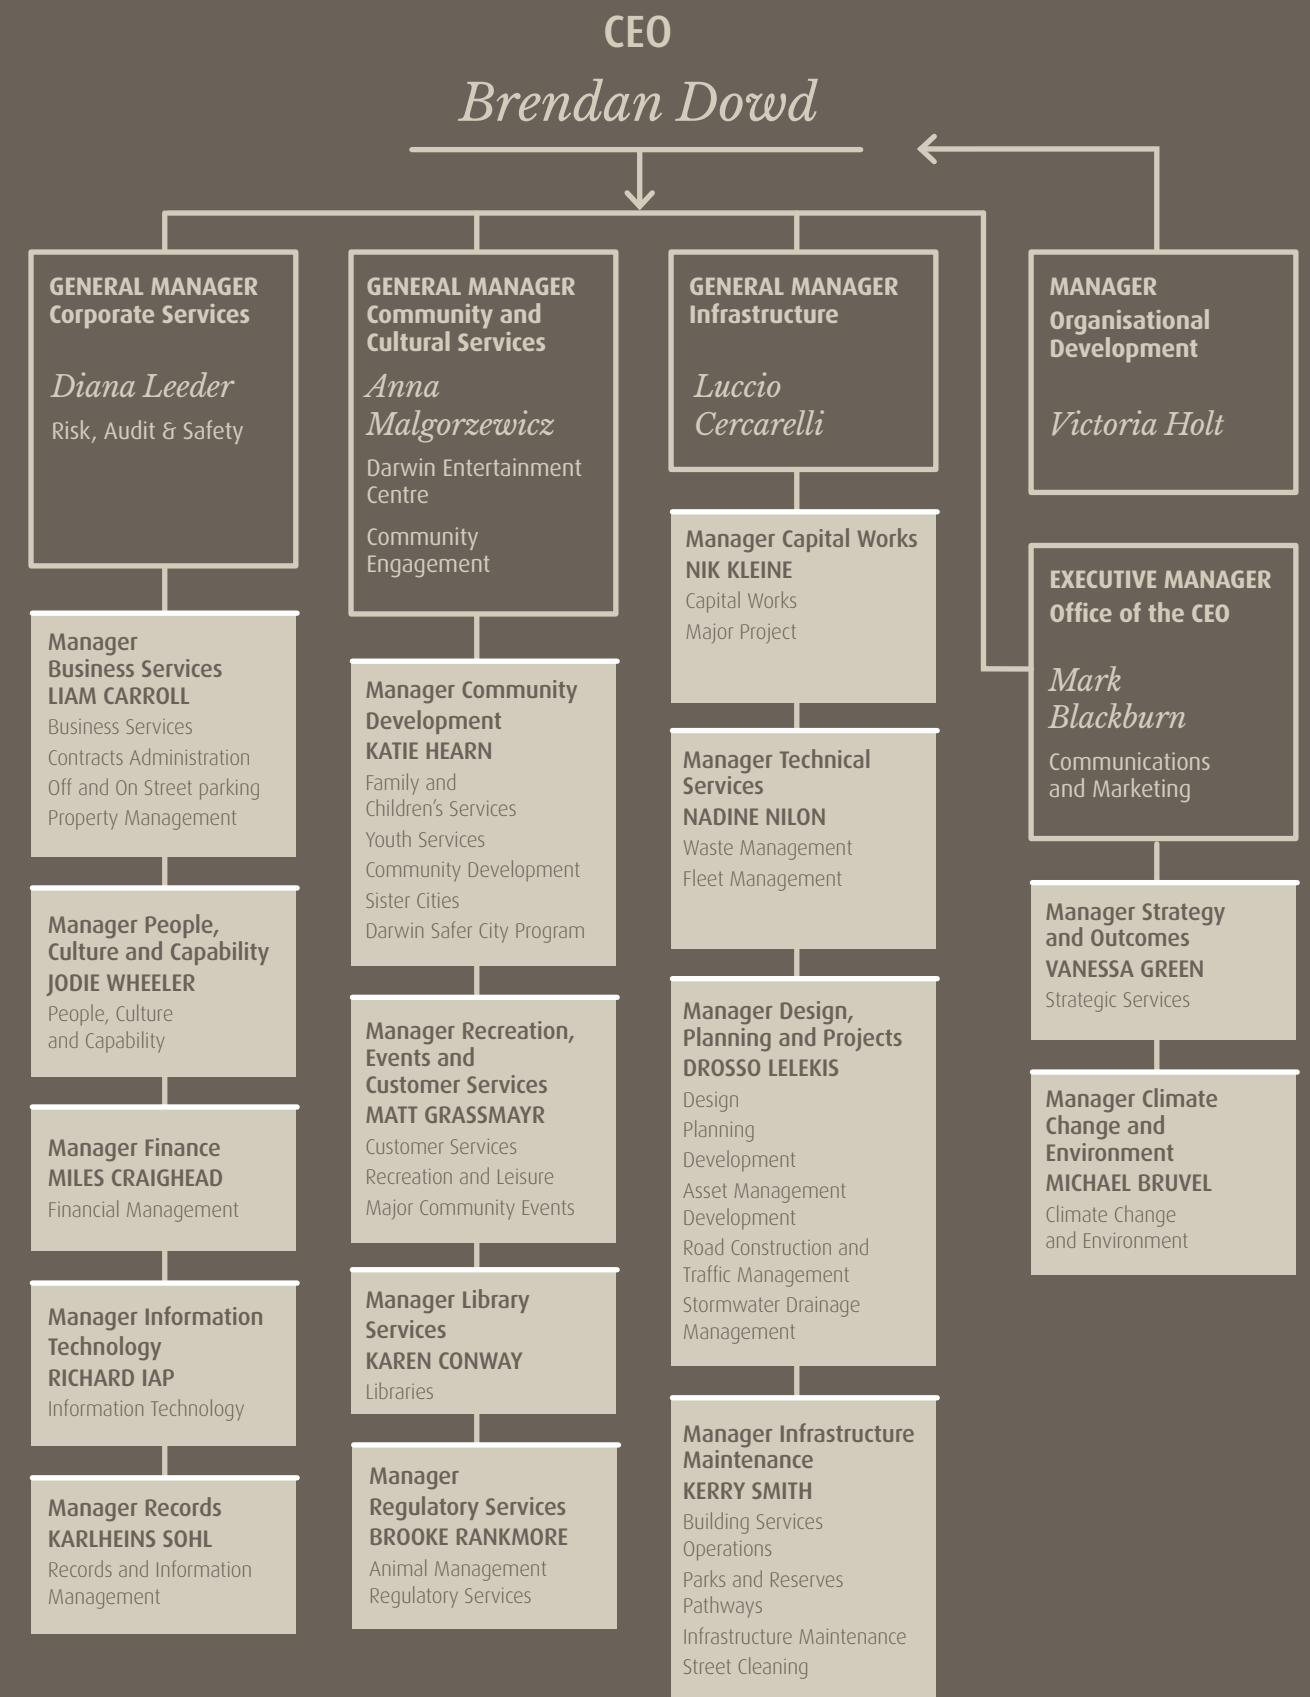 CEO
Brendan Dowd
GENERAL MANAGER
Corporate Services
Diana Leeder
Risk, Audit & Safety
Manager
Business Services
LIAM CARROLL
Business Services
Contracts Administration
Off and On Street parking
Property Management
Manager People,
Culture and Capability
JODIE WHEELER
People, Culture
and Capability
Manager Finance
MILES CRAIGHEAD
Financial Management
Manager Information
Technology
RICHARD IAP
Information Technology
Manager Records
KARLHEINS SOHL
Records and Information
Management
GENERAL MANAGER
Community and
Cultural Services
Anna
Malgorzewicz
Darwin Entertainment
Centre
Community
Engagement
Manager Community
Development
KATIE HEARN
Family and
Children’s Services
Youth Services
Community Development
Sister Cities
Darwin Safer City Program
Manager Recreation,
Events and
Customer Services
MATT GRASSMAYR
Customer Services
Recreation and Leisure
Major Community Events
Manager Library
Services
KAREN CONWAY
Libraries
Manager
Regulatory Services
BROOKE RANKMORE
Animal Management
Regulatory Services
GENERAL MANAGER
Infrastructure
Luccio
Cercarelli
Manager Capital Works
NIK KLEINE
Capital Works
Major Project
Manager Technical
Services
NADINE NILON
Waste Management
Fleet Management
Manager Design,
Planning and Projects
DROSSO LELEKIS
Design
Planning
Development
Asset Management
Development
Road Construction and
Traffic Management
Stormwater Drainage
Management
Manager Infrastructure
Maintenance
KERRY SMITH
Building Services
Operations
Parks and Reserves
Pathways
Infrastructure Maintenance
Street Cleaning
MANAGER
Organisational
Development
Victoria Holt
EXECUTIVE MANAGER
Office of the CEO
Mark
Blackburn
Communications
and Marketing
Manager Strategy
and Outcomes
VANESSA GREEN
Strategic Services
Manager Climate
Change and
Environment
MICHAEL BRUVEL
Climate Change
and Environment